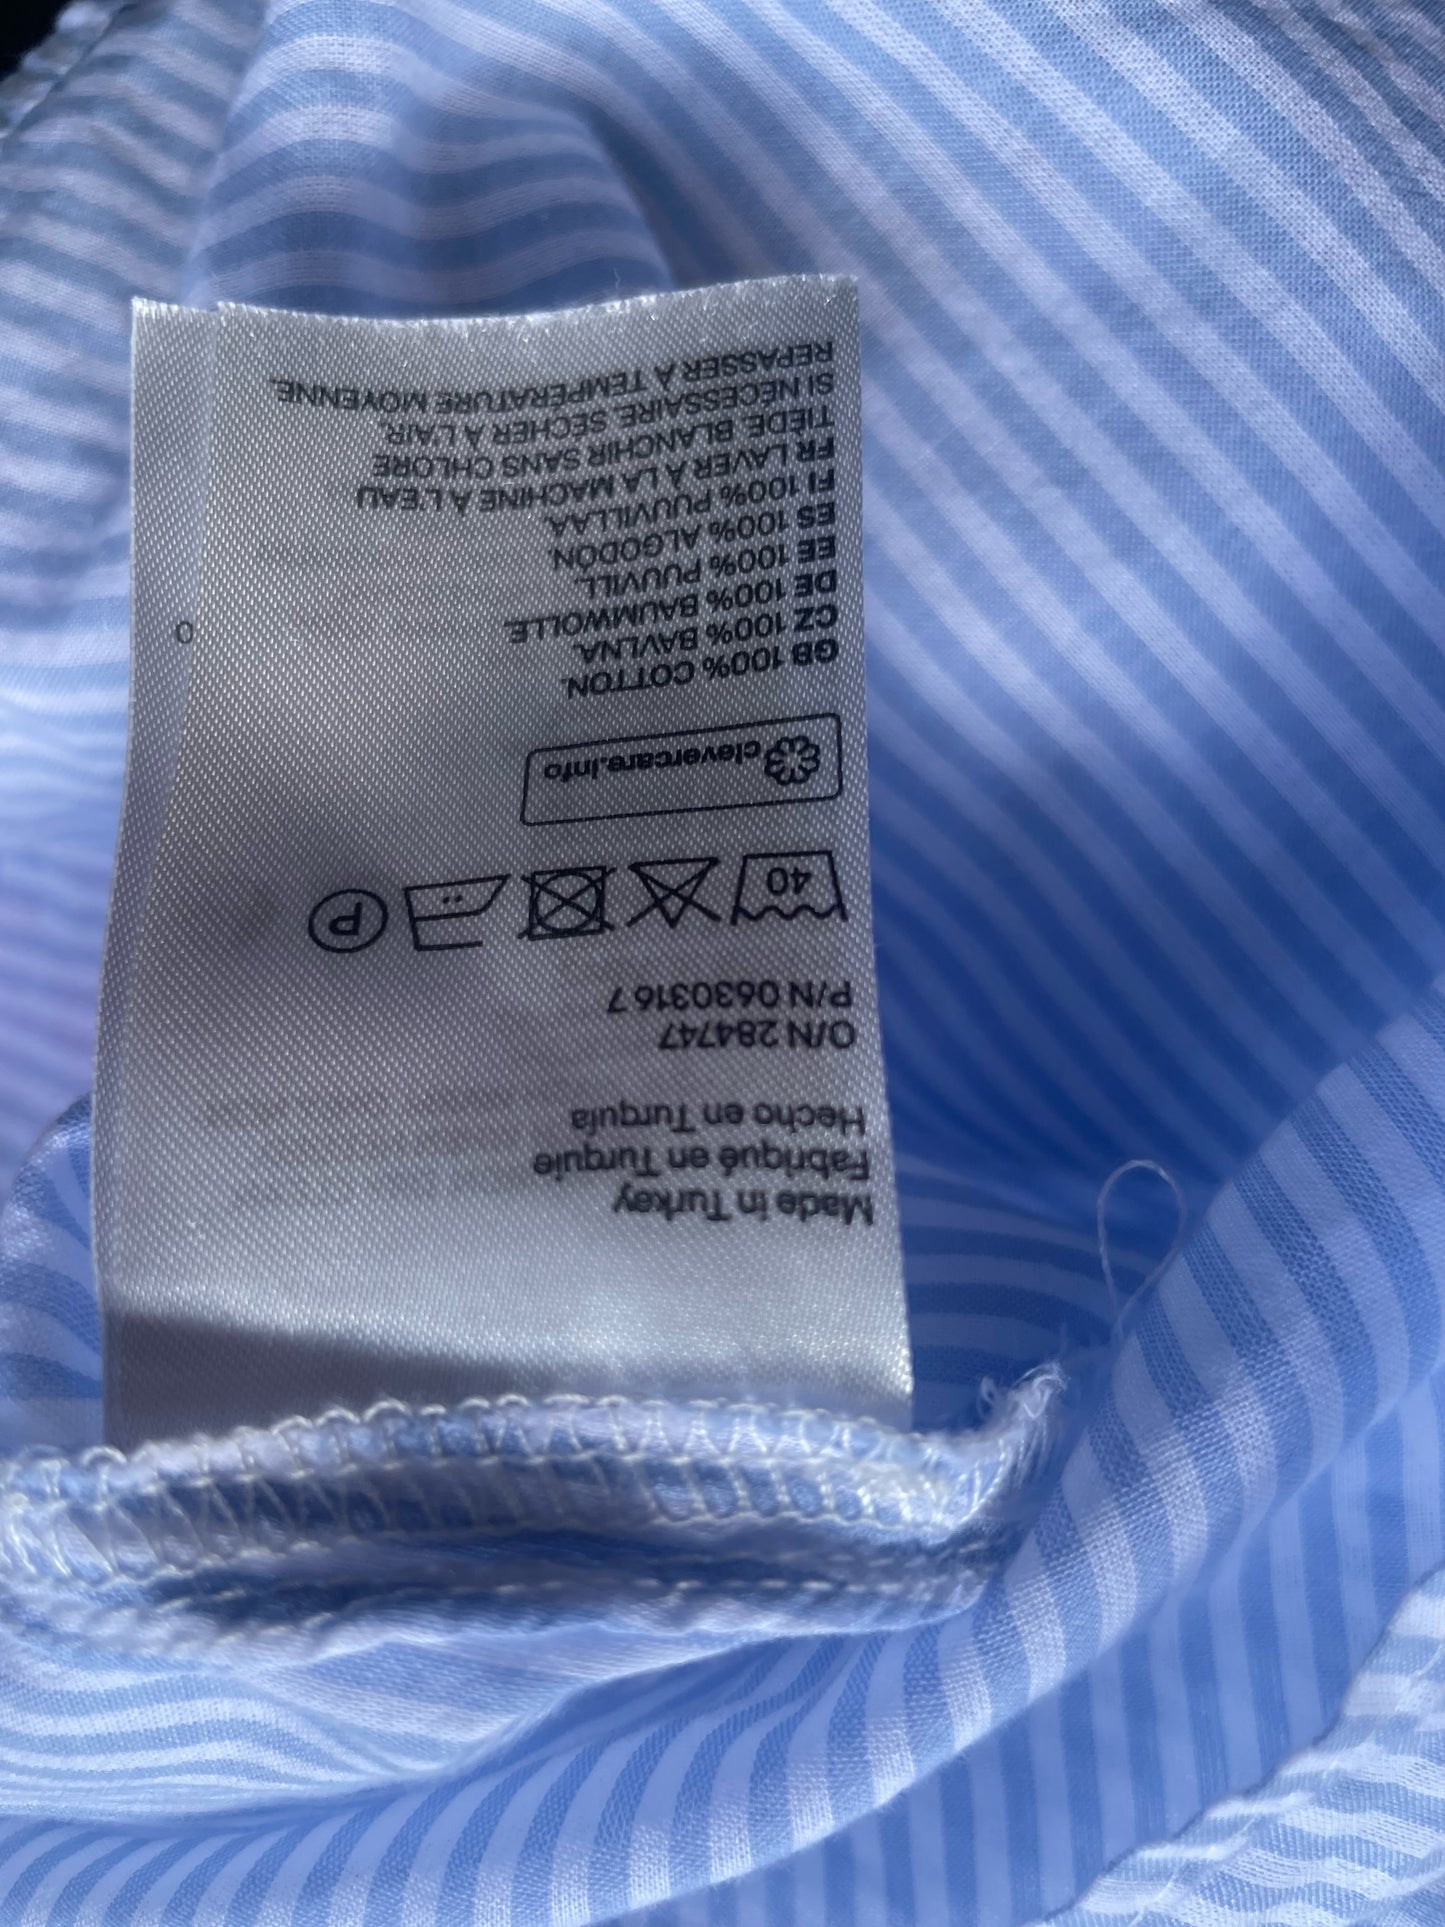 Made in Turkey
Fabriqué en Turquie
Hecho en Turquía
O/N 284747
P/N 0630316 7
40
P
clevercare.info
GB 100% COTTON.
CZ 100% BAVLNA.
DE 100% BAUMWOLLE.
EE 100% PUUVILL.
ES 100% ALGODÓN.
FI 100% PUUVILLAA.
FR LAVER À LA MACHINE À L'EAU
TIÈDE. BLANCHIR SANS CHLORE
SI NÉCESSAIRE. SÉCHER À L'AIR.
REPASSER À TEMPÉRATURE MOYENNE.